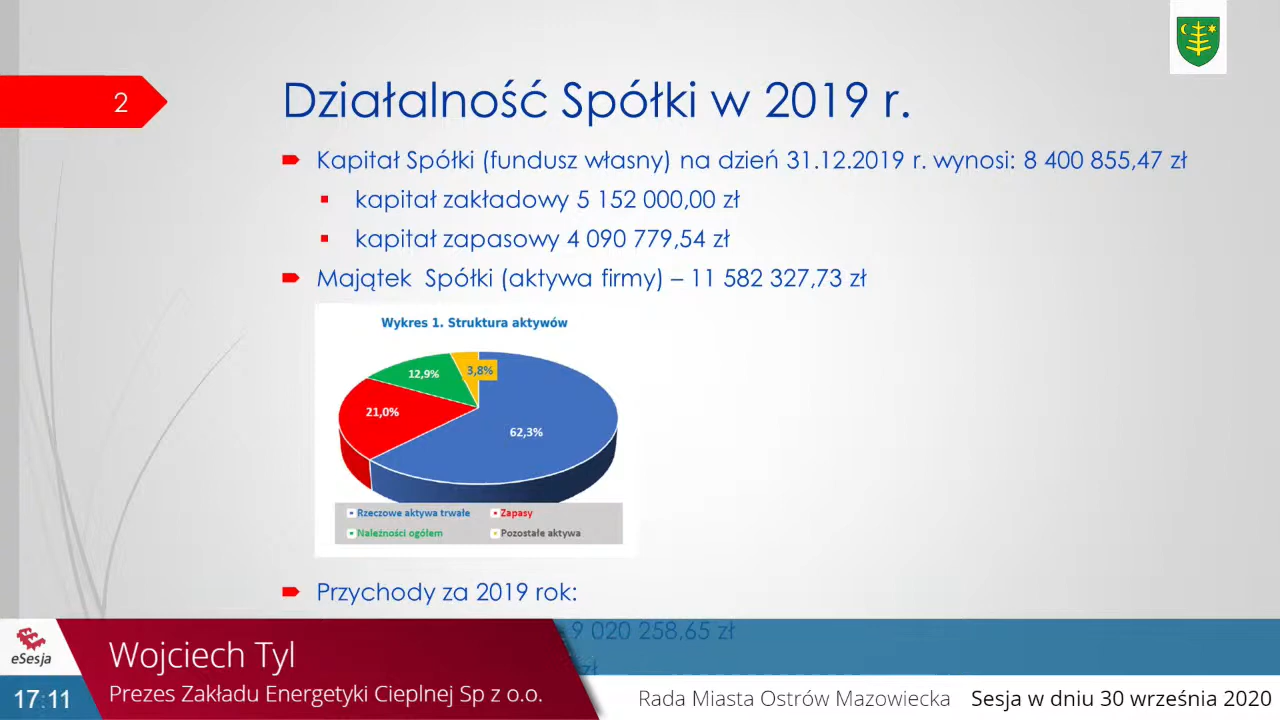 2
Działalność Spółki w 2019 r.
Kapitał Spółki (fundusz własny) na dzień 31.12.2019 r. wynosi: 8 400 855,47 zł
kapitał zakładowy 5 152 000,00 zł
kapitał zapasowy 4 090 779,54 zł
Majątek Spółki (aktywa firmy) – 11 582 327,73 zł
Wykres 1. Struktura aktywów
3,8%
12,9%
21,0%
62,3%
Rzeczowe aktywa trwałe
Zapasy
Należności ogółem
Pozostałe aktywa
Przychody za 2019 rok:
9 020 258,65 zł
zł
eSesja
Wojciech Tyl
Prezes Zakładu Energetyki Cieplnej Sp z o.o.
17:11
Rada Miasta Ostrów Mazowiecka Sesja w dniu 30 września 2020